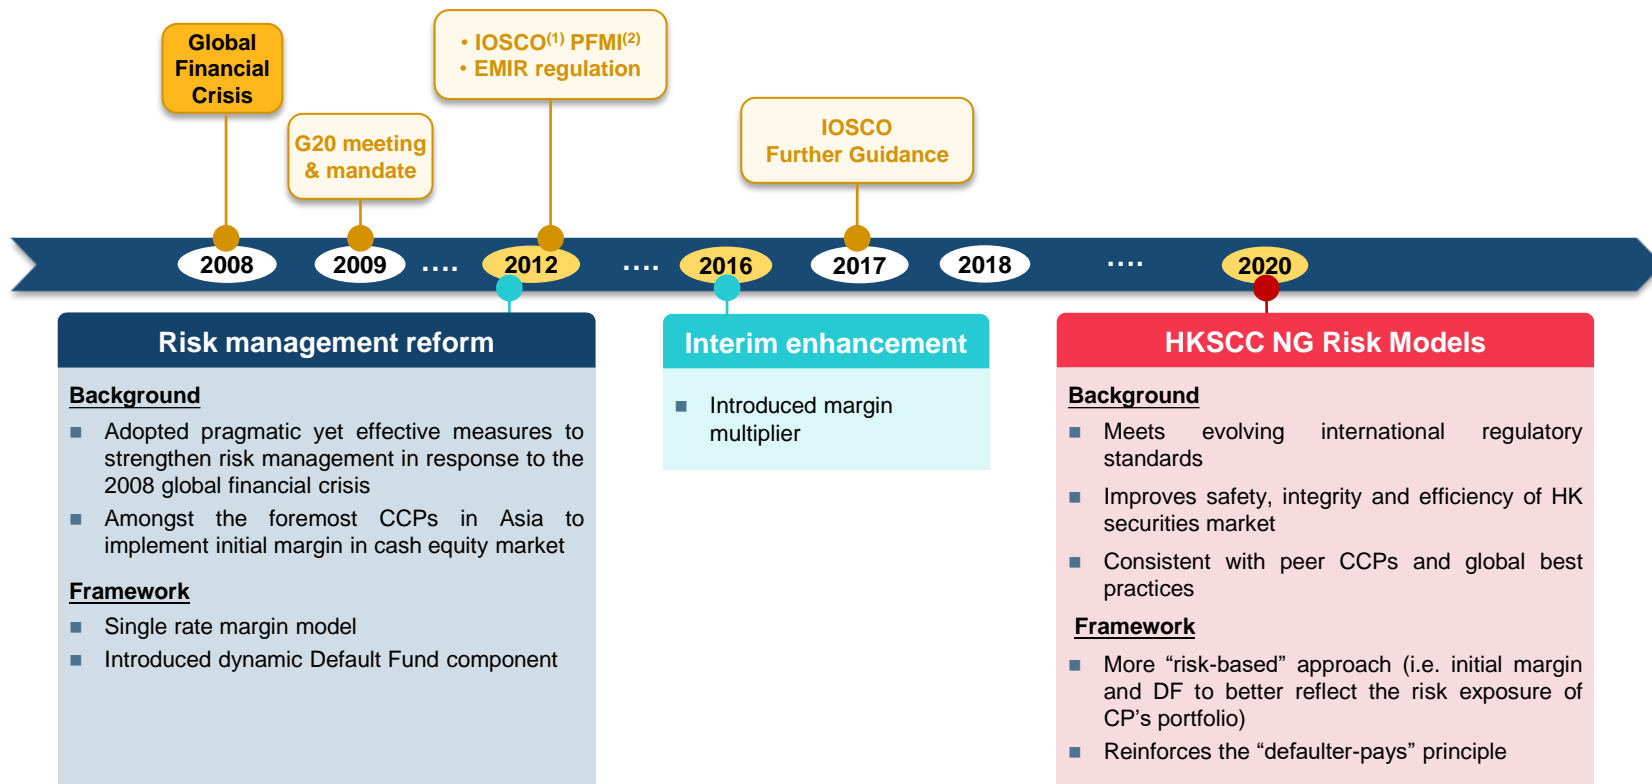 Global
Financial
Crisis
G20 meeting
& mandate
• IOSCO(1) PFMI(2)
• EMIR regulation
IOSCO
Further Guidance
2008
2009
....
2012
....
2016
2017
2018
....
2020
Risk management reform
Background
■ Adopted pragmatic yet effective measures to
strengthen risk management in response to the
2008 global financial crisis
■ Amongst the foremost CCPs in Asia to
implement initial margin in cash equity market
Framework
■ Single rate margin model
■ Introduced dynamic Default Fund component
Interim enhancement
■ Introduced margin
multiplier
HKSCC NG Risk Models
Background
■ Meets evolving international regulatory
standards
■ Improves safety, integrity and efficiency of HK
securities market
■ Consistent with peer CCPs and global best
practices
Framework
■ More “risk-based” approach (i.e. initial margin
and DF to better reflect the risk exposure of
CP’s portfolio)
■ Reinforces the “defaulter-pays” principle